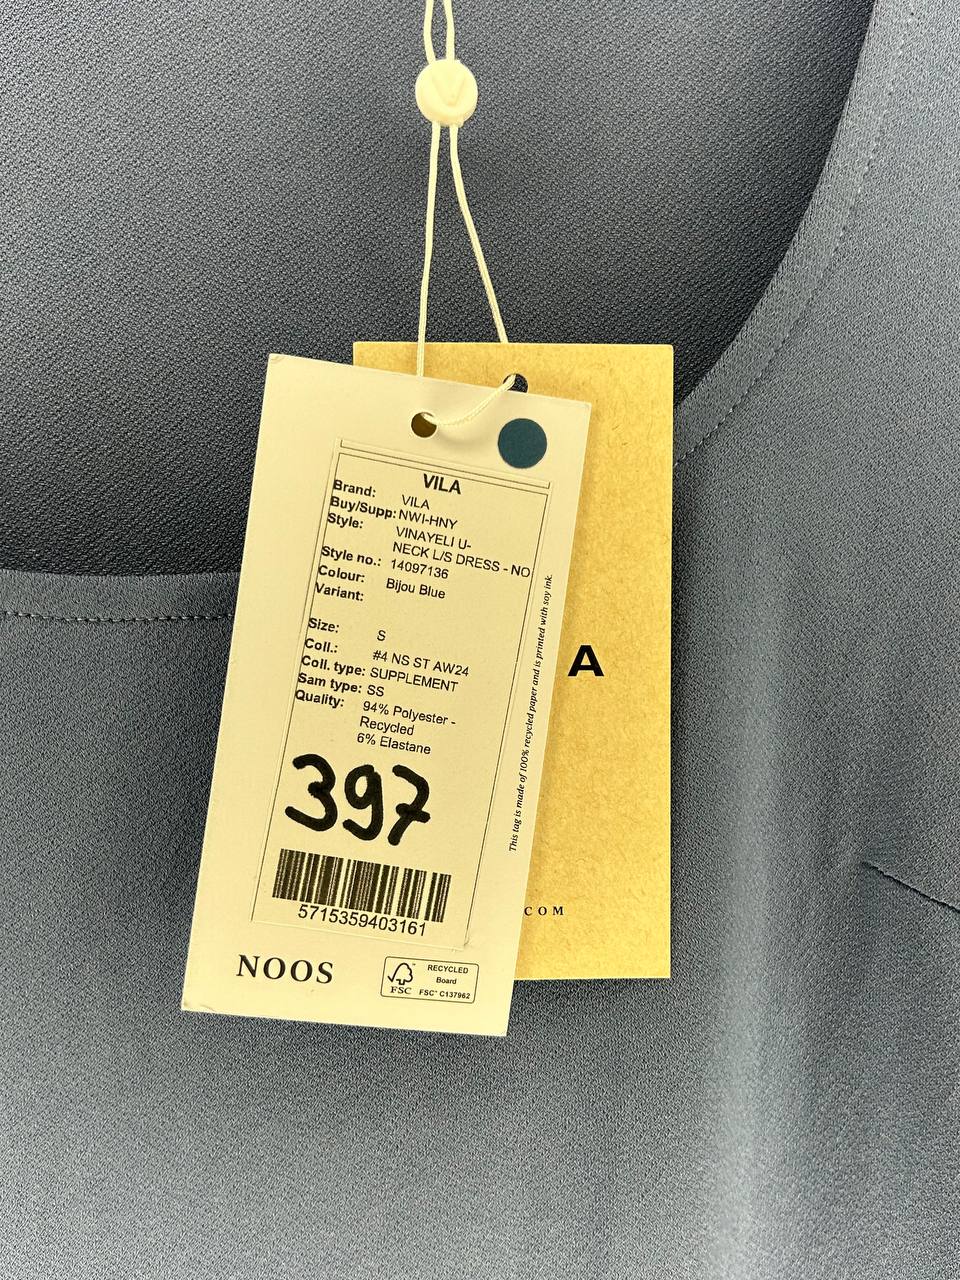 VILA
Brand: VILA
Buy/Supp: NWI-HNY
Style: VINAYELI U-
NECK L/S DRESS - NO
Style no.: 14097136
Colour: Bijou Blue
Variant:
Size: S
Coll.: #4 NS ST AW24
Coll. type: SUPPLEMENT
Sam type: SS
Quality: 94% Polyester -
Recycled
6% Elastane
397
5715359403161
NOOS
FSC
RECYCLED
Board
FSC® C137962
This tag is made of 100% recycled paper and is printed with soy ink.
A
COM